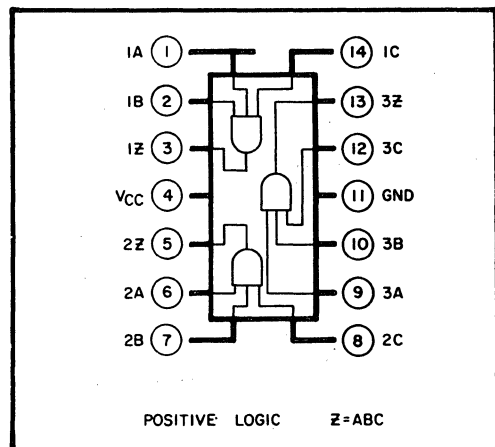 1A 1 14 1C
1B 2 13 3Z
1Z 3 12 3C
VCC 4 11 GND
2Z 5 10 3B
2A 6 9 3A
2B 7 8 2C
POSITIVE LOGIC Z=ABC